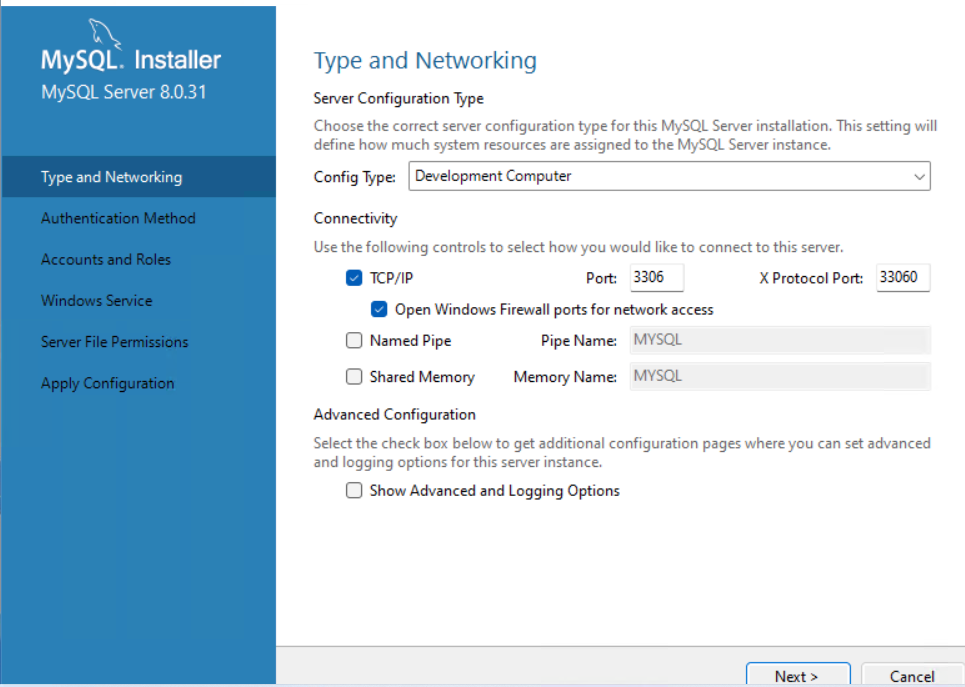 MySQL. Installer
MySQL Server 8.0.31
Type and Networking
Authentication Method
Accounts and Roles
Windows Service
Server File Permissions
Apply Configuration
Type and Networking
Server Configuration Type
Choose the correct server configuration type for this MySQL Server installation. This setting will
define how much system resources are assigned to the MySQL Server instance.
Config Type: Development Computer
Connectivity
Use the following controls to select how you would like to connect to this server.
TCP/IP Port: 3306 X Protocol Port: 33060
Open Windows Firewall ports for network access
Named Pipe Pipe Name: MYSQL
Shared Memory Memory Name: MYSQL
Advanced Configuration
Select the check box below to get additional configuration pages where you can set advanced
and logging options for this server instance.
Show Advanced and Logging Options
Next > Cancel